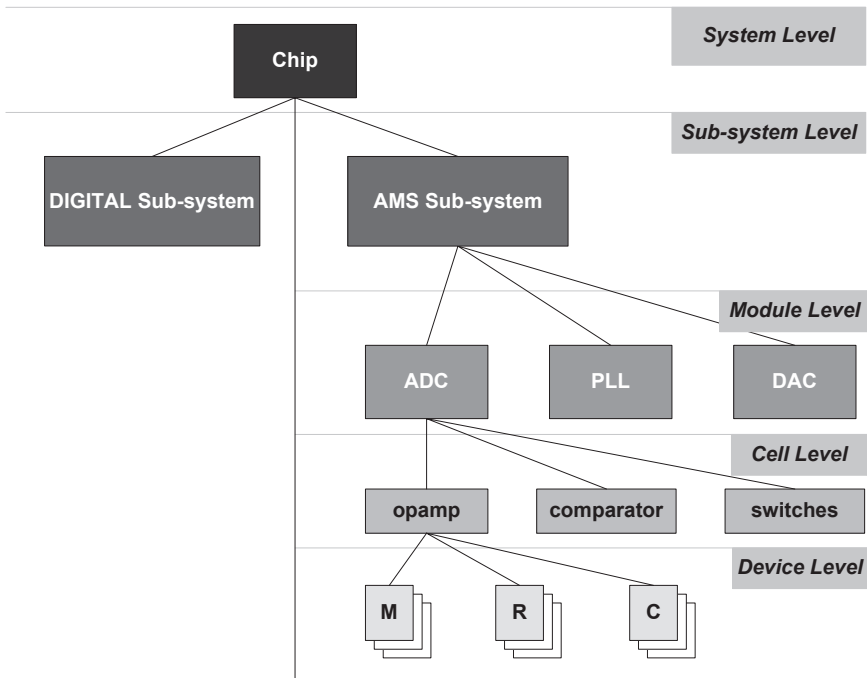 System Level
Chip
Sub-system Level
DIGITAL Sub-system
AMS Sub-system
Module Level
ADC
PLL
DAC
Cell Level
opamp
comparator
switches
Device Level
M
R
C